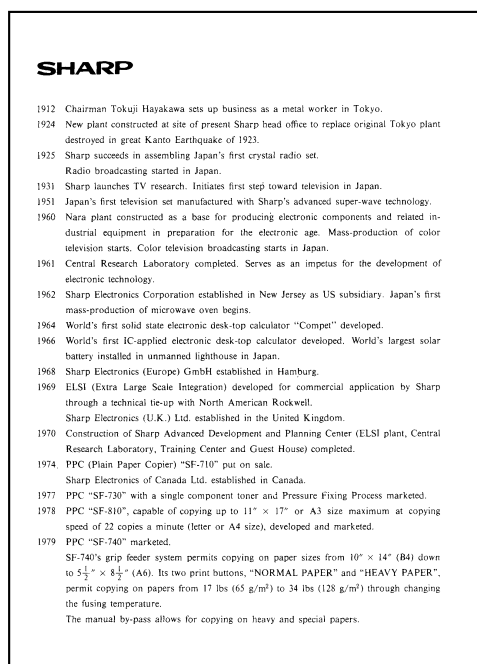 SHARP
1912 Chairman Tokuji Hayakawa sets up business as a metal worker in Tokyo.
1924 New plant constructed at site of present Sharp head office to replace original Tokyo plant
destroyed in great Kanto Earthquake of 1923.
1925 Sharp succeeds in assembling Japan's first crystal radio set.
Radio broadcasting started in Japan.
1931 Sharp launches TV research. Initiates first step toward television in Japan.
1951 Japan's first television set manufactured with Sharp's advanced super-wave technology.
1960 Nara plant constructed as a base for producing electronic components and related in-
dustrial equipment in preparation for the electronic age. Mass-production of color
television starts. Color television broadcasting starts in Japan.
1961 Central Research Laboratory completed. Serves as an impetus for the development of
electronic technology.
1962 Sharp Electronics Corporation established in New Jersey as US subsidiary. Japan's first
mass-production of microwave oven begins.
1964 World's first solid state electronic desk-top calculator "Compet" developed.
1966 World's first IC-applied electronic desk-top calculator developed. World's largest solar
battery installed in unmanned lighthouse in Japan.
1968 Sharp Electronics (Europe) GmbH established in Hamburg.
1969 ELSI (Extra Large Scale Integration) developed for commercial application by Sharp
through a technical tie-up with North American Rockwell.
Sharp Electronics (U.K.) Ltd. established in the United Kingdom.
1970 Construction of Sharp Advanced Development and Planning Center (ELSI plant, Central
Research Laboratory, Training Center and Guest House) completed.
1974 PPC (Plain Paper Copier) "SF-710" put on sale.
Sharp Electronics of Canada Ltd. established in Canada.
1977 PPC "SF-730" with a single component toner and Pressure Fixing Process marketed.
1978 PPC "SF-810", capable of copying up to 11″ × 17″ or A3 size maximum at copying
speed of 22 copies a minute (letter or A4 size), developed and marketed.
1979 PPC "SF-740" marketed.
SF-740's grip feeder system permits copying on paper sizes from 10″ × 14″ (B4) down
to 5 1/2″ × 8 1/2″ (A6). Its two print buttons, "NORMAL PAPER" and "HEAVY PAPER",
permit copying on papers from 17 lbs (65 g/m²) to 34 lbs (128 g/m²) through changing
the fusing temperature.
The manual by-pass allows for copying on heavy and special papers.